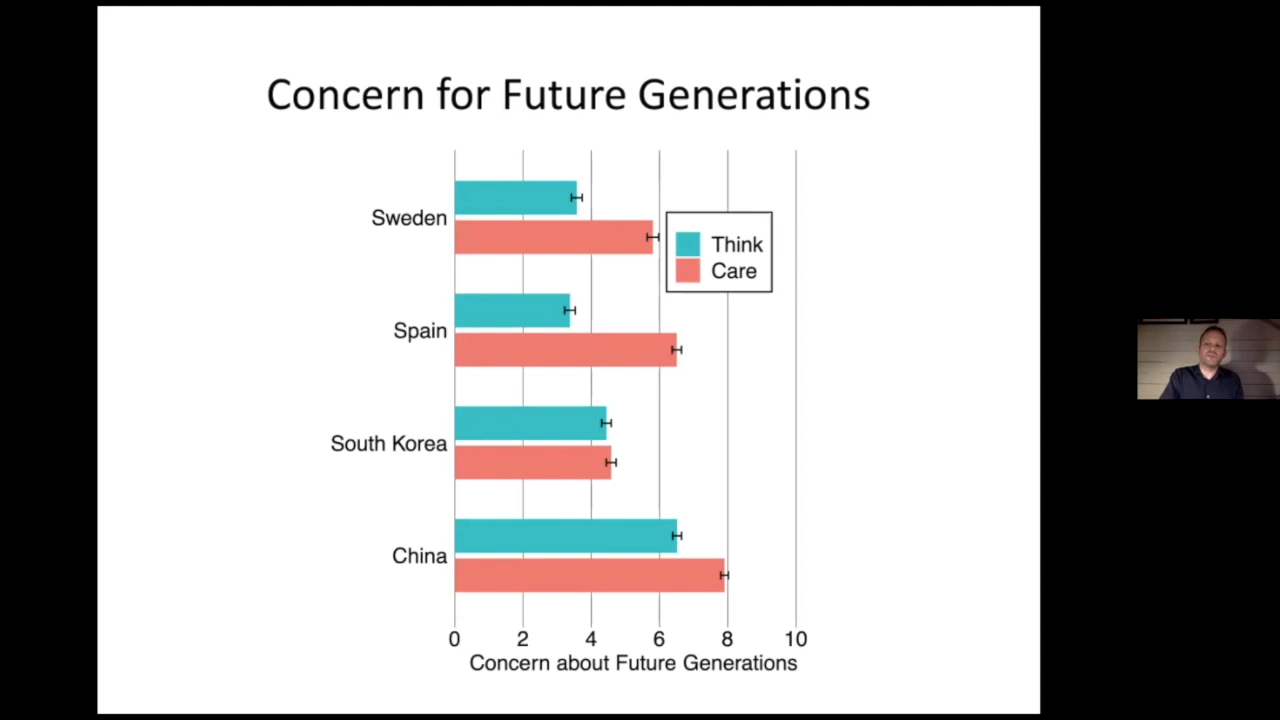 Concern for Future Generations
Sweden
Think
Care
Spain
South Korea
China
0 2 4 6 8 10
Concern about Future Generations